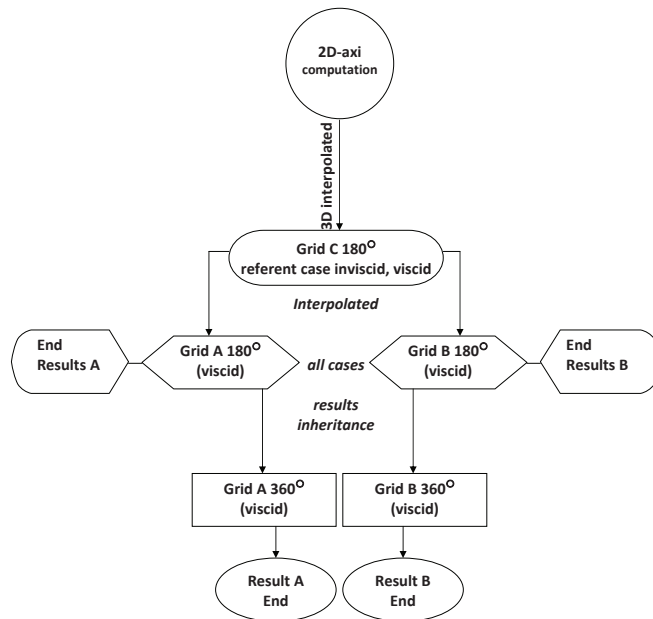 2D-axi
computation
3D interpolated
Grid C 180°
referent case inviscid, viscid
Interpolated
End
Results A
Grid A 180°
(viscid)
all cases
Grid B 180°
(viscid)
End
Results B
results
inheritance
Grid A 360°
(viscid)
Grid B 360°
(viscid)
Result A
End
Result B
End